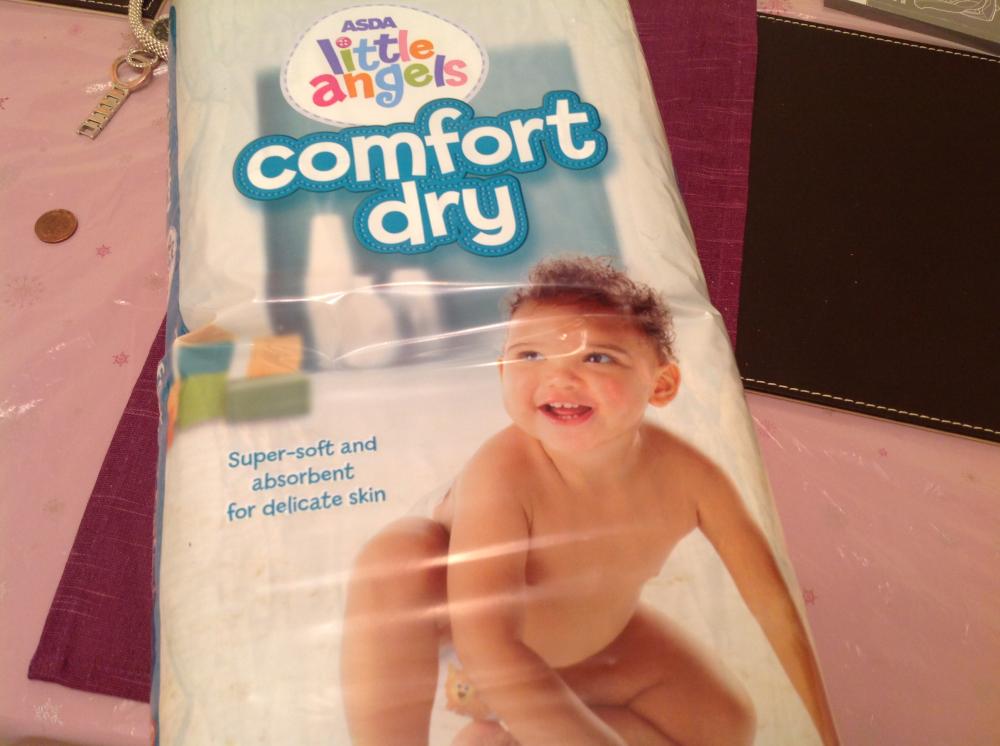 ASDA
little
angels
comfort
dry
Super-soft and
absorbent
for delicate skin